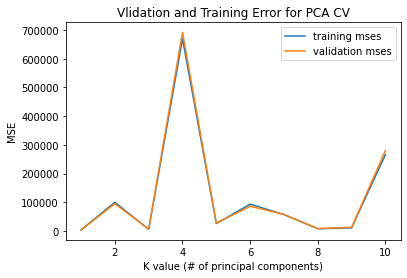 Vlidation and Training Error for PCA CV
training mses
validation mses
MSE
700000
600000
500000
400000
300000
200000
100000
0
2
4
6
8
10
K value (# of principal components)